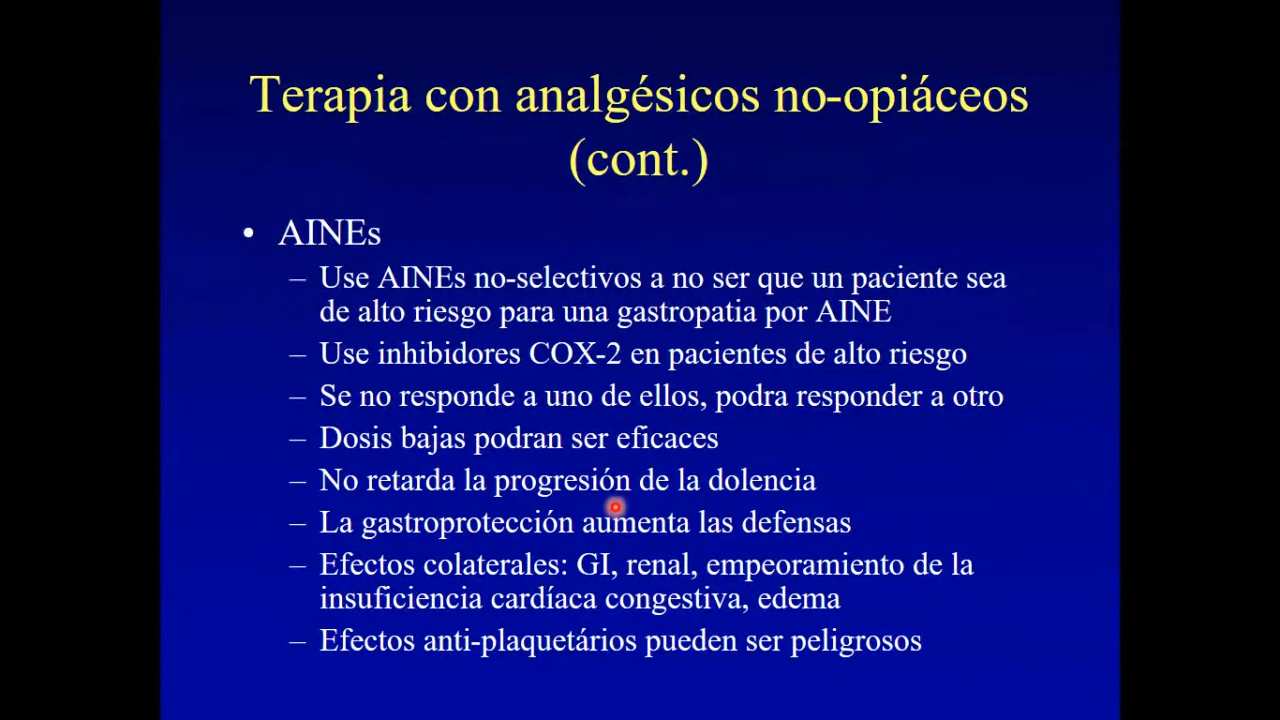 Terapia con analgésicos no-opiáceos
(cont.)
• AINEs
– Use AINEs no-selectivos a no ser que un paciente sea
de alto riesgo para una gastropatia por AINE
– Use inhibidores COX-2 en pacientes de alto riesgo
– Se no responde a uno de ellos, podra responder a otro
– Dosis bajas podran ser eficaces
– No retarda la progresión de la dolencia
– La gastroprotección aumenta las defensas
– Efectos colaterales: GI, renal, empeoramiento de la
insuficiencia cardíaca congestiva, edema
– Efectos anti-plaquetários pueden ser peligrosos